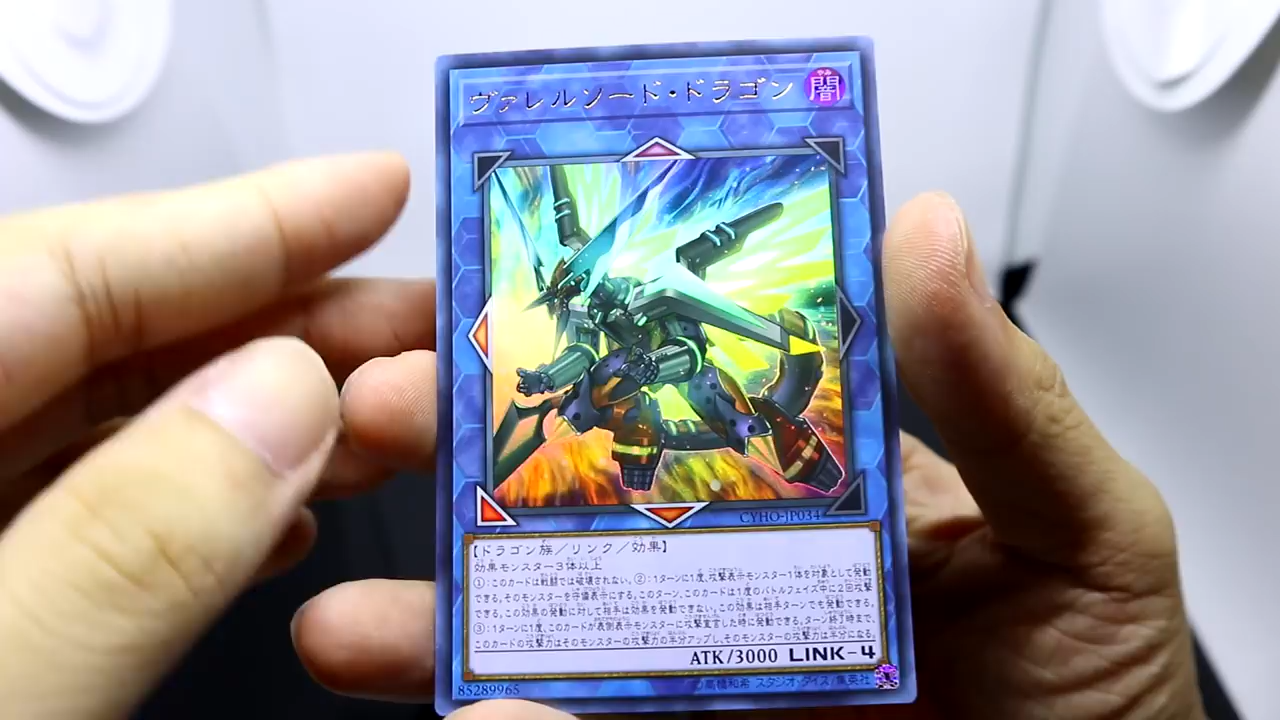 ヴァレルソード・ドラゴン
闇
CYHO-JP034
【ドラゴン族／リンク／効果】
効果モンスター３体以上
①：このカードは戦闘では破壊されない。②：1ターンに1度、攻撃表示モンスター1体を対象として発動
できる。そのモンスターを守備表示にする。このターン、このカードは1度のバトルフェイズ中に2回攻撃
できる。この効果の発動に対して相手は効果を発動できない。この効果は相手ターンでも発動できる。
③：1ターンに1度、このカードが表側表示モンスターに攻撃宣言した時に発動できる。ターン終了時まで、
このカードの攻撃力はそのモンスターの攻撃力の半分アップし、そのモンスターの攻撃力は半分になる。
ATK/3000 LINK-4
85289965
©高橋和希 スタジオ・ダイス/集英社